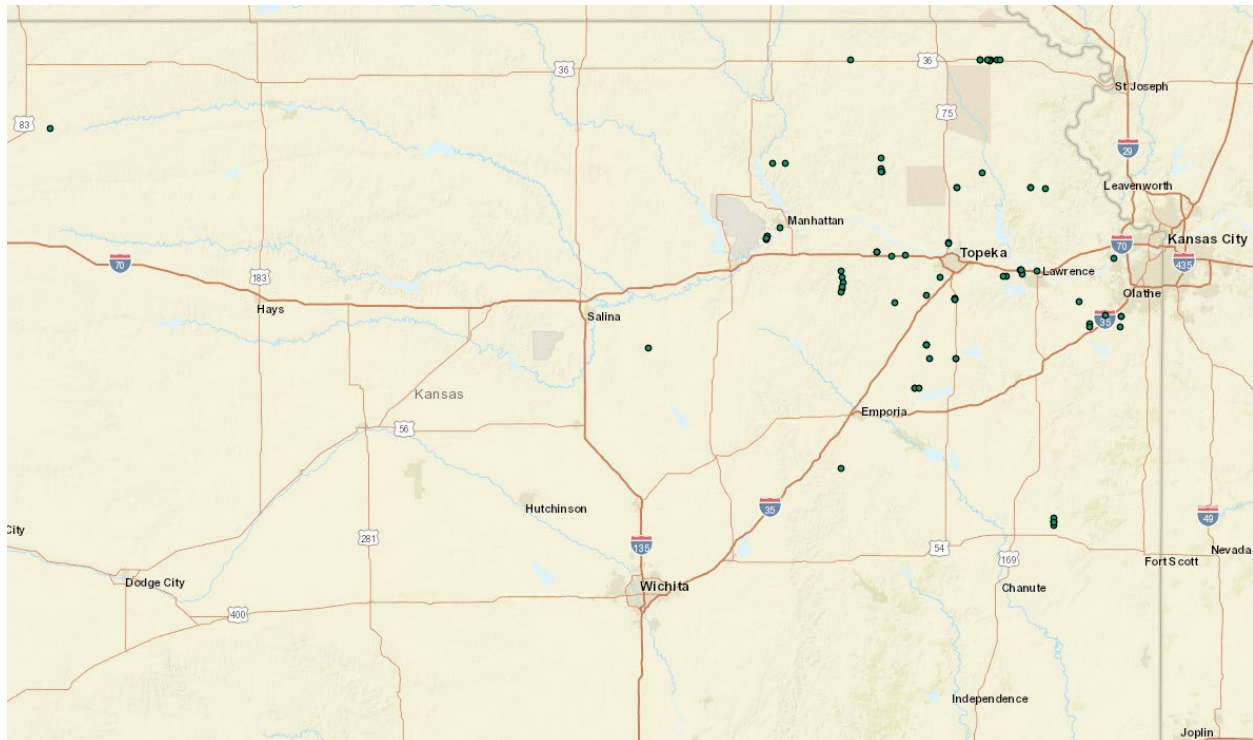 36
36
83
75
St Joseph
29
Leavenworth
Manhattan
Kansas City
70
Topeka
435
70
Lawrence
183
Olathe
Hays
Salina
35
Kansas
Emporia
56
Hutchinson
35
49
City
281
135
54
Nevada
169
Fort Scott
Dodge City
Wichita
Chanute
400
Independence
Joplin